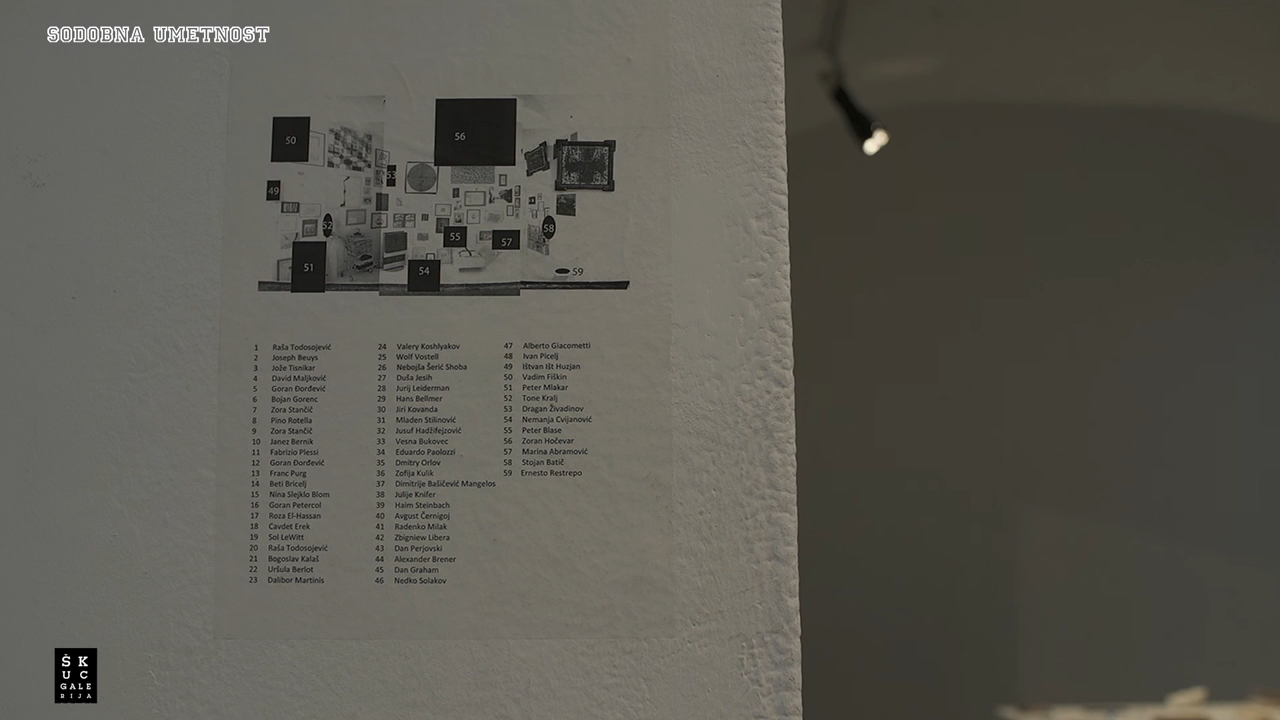 SODOBNA UMETNOST
50
56
53
49
52
58
55
57
51
54
59
1 Raša Todosojević
2 Joseph Beuys
3 Jože Tisnikar
4 David Maljković
5 Goran Đorđević
6 Bojan Gorenc
7 Zora Stančič
8 Pino Rotella
9 Zora Stančič
10 Janez Bernik
11 Fabrizio Plessi
12 Goran Đorđević
13 Franc Purg
14 Beti Bricelj
15 Nina Slejko Blom
16 Goran Petercol
17 Roza El-Hassan
18 Cavdet Erek
19 Sol LeWitt
20 Raša Todosojević
21 Bogoslav Kalaš
22 Uršula Berlot
23 Dalibor Martinis
24 Valery Koshlyakov
25 Wolf Vostell
26 Nebojša Šerić Shoba
27 Duša Jesih
28 Jurij Leiderman
29 Hans Bellmer
30 Jiri Kovanda
31 Mladen Stilinović
32 Jusuf Hadžifejzović
33 Vesna Bukovec
34 Eduardo Paolozzi
35 Dmitry Orlov
36 Zofija Kulik
37 Dimitrije Bašičević Mangelos
38 Julije Knifer
39 Haim Steinbach
40 Avgust Černigoj
41 Radenko Milak
42 Zbigniew Libera
43 Dan Perjovski
44 Alexander Brener
45 Dan Graham
46 Nedko Solakov
47 Alberto Giacometti
48 Ivan Picelj
49 Ištvan Išt Huzjan
50 Vadim Fiškin
51 Peter Mlakar
52 Tone Kralj
53 Dragan Živadinov
54 Nemanja Cvijanović
55 Peter Blase
56 Zoran Hočevar
57 Marina Abramović
58 Stojan Batič
59 Ernesto Restrepo
ŠK
UC
GALE
RIJA